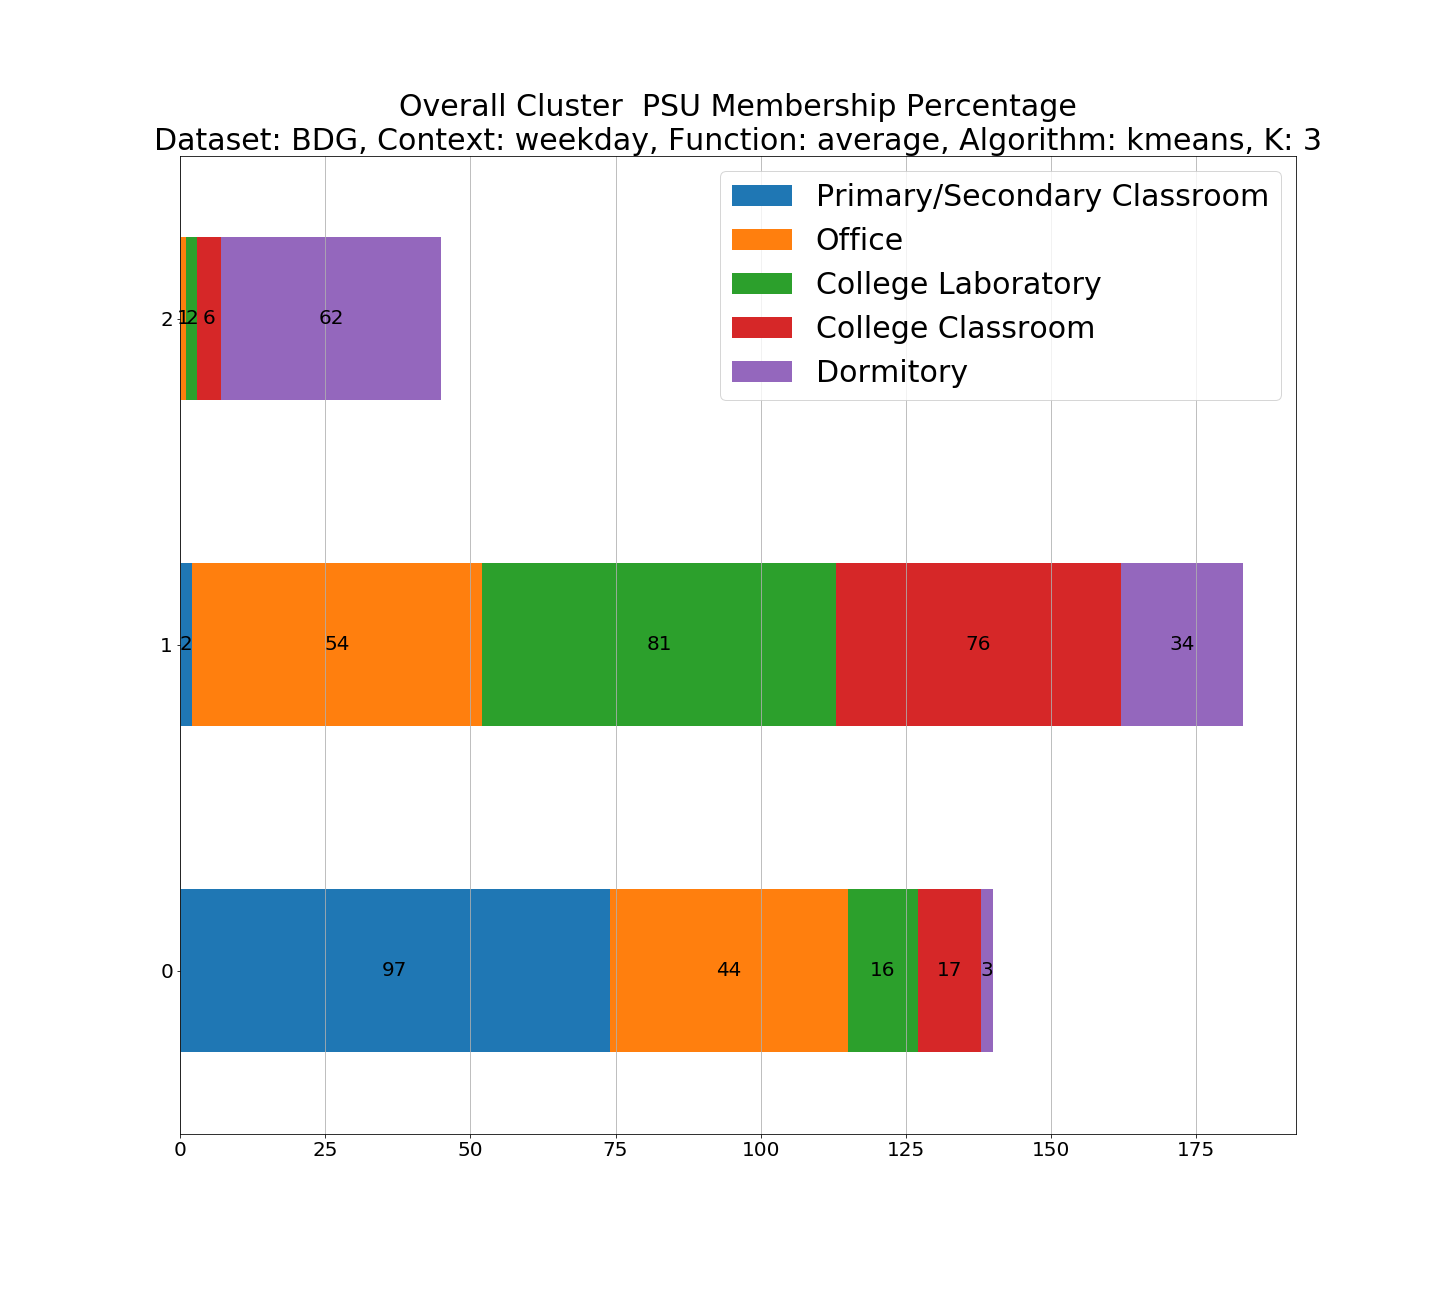 Overall Cluster  PSU Membership Percentage
Dataset: BDG, Context: weekday, Function: average, Algorithm: kmeans, K: 3
Primary/Secondary Classroom
Office
College Laboratory
College Classroom
Dormitory
2 1 2 6 62
1 2 54 81 76 34
0 97 44 16 17 3
0 25 50 75 100 125 150 175